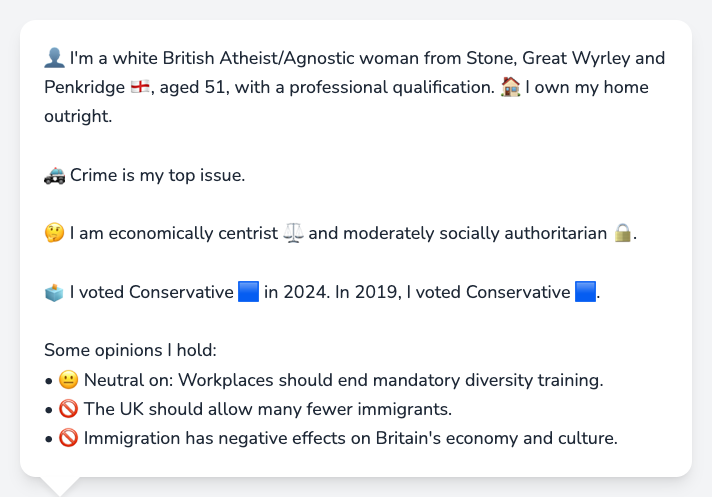 👤 I'm a white British Atheist/Agnostic woman from Stone, Great Wyrley and
Penkridge 🏴󠁧󠁢󠁥󠁮󠁧󠁿, aged 51, with a professional qualification. 🏠 I own my home
outright.
🚓 Crime is my top issue.
🤔 I am economically centrist ⚖️ and moderately socially authoritarian 🔒.
🗳️ I voted Conservative 🟦 in 2024. In 2019, I voted Conservative 🟦.
Some opinions I hold:
• 😐 Neutral on: Workplaces should end mandatory diversity training.
• 🚫 The UK should allow many fewer immigrants.
• 🚫 Immigration has negative effects on Britain's economy and culture.